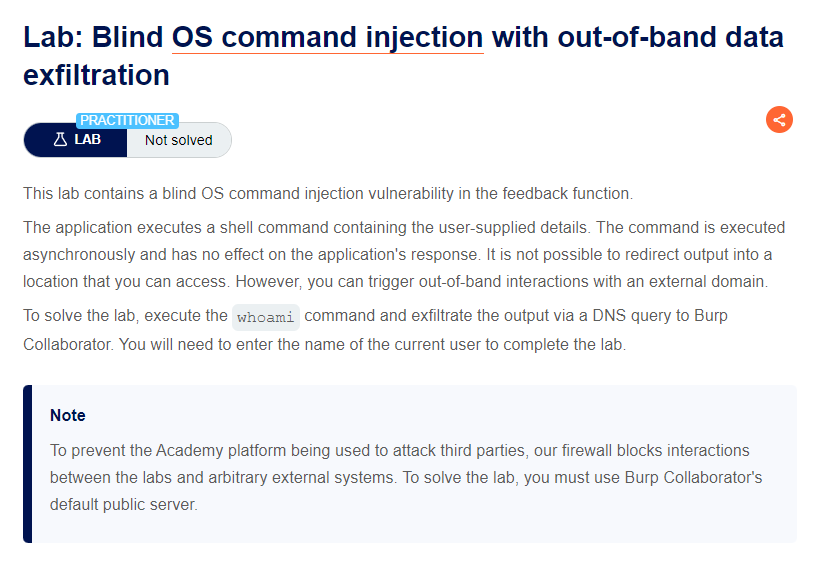 Lab: Blind OS command injection with out-of-band data
exfiltration
PRACTITIONER
LAB
Not solved
This lab contains a blind OS command injection vulnerability in the feedback function.
The application executes a shell command containing the user-supplied details. The command is executed
asynchronously and has no effect on the application's response. It is not possible to redirect output into a
location that you can access. However, you can trigger out-of-band interactions with an external domain.
To solve the lab, execute the whoami command and exfiltrate the output via a DNS query to Burp
Collaborator. You will need to enter the name of the current user to complete the lab.
Note
To prevent the Academy platform being used to attack third parties, our firewall blocks interactions
between the labs and arbitrary external systems. To solve the lab, you must use Burp Collaborator's
default public server.